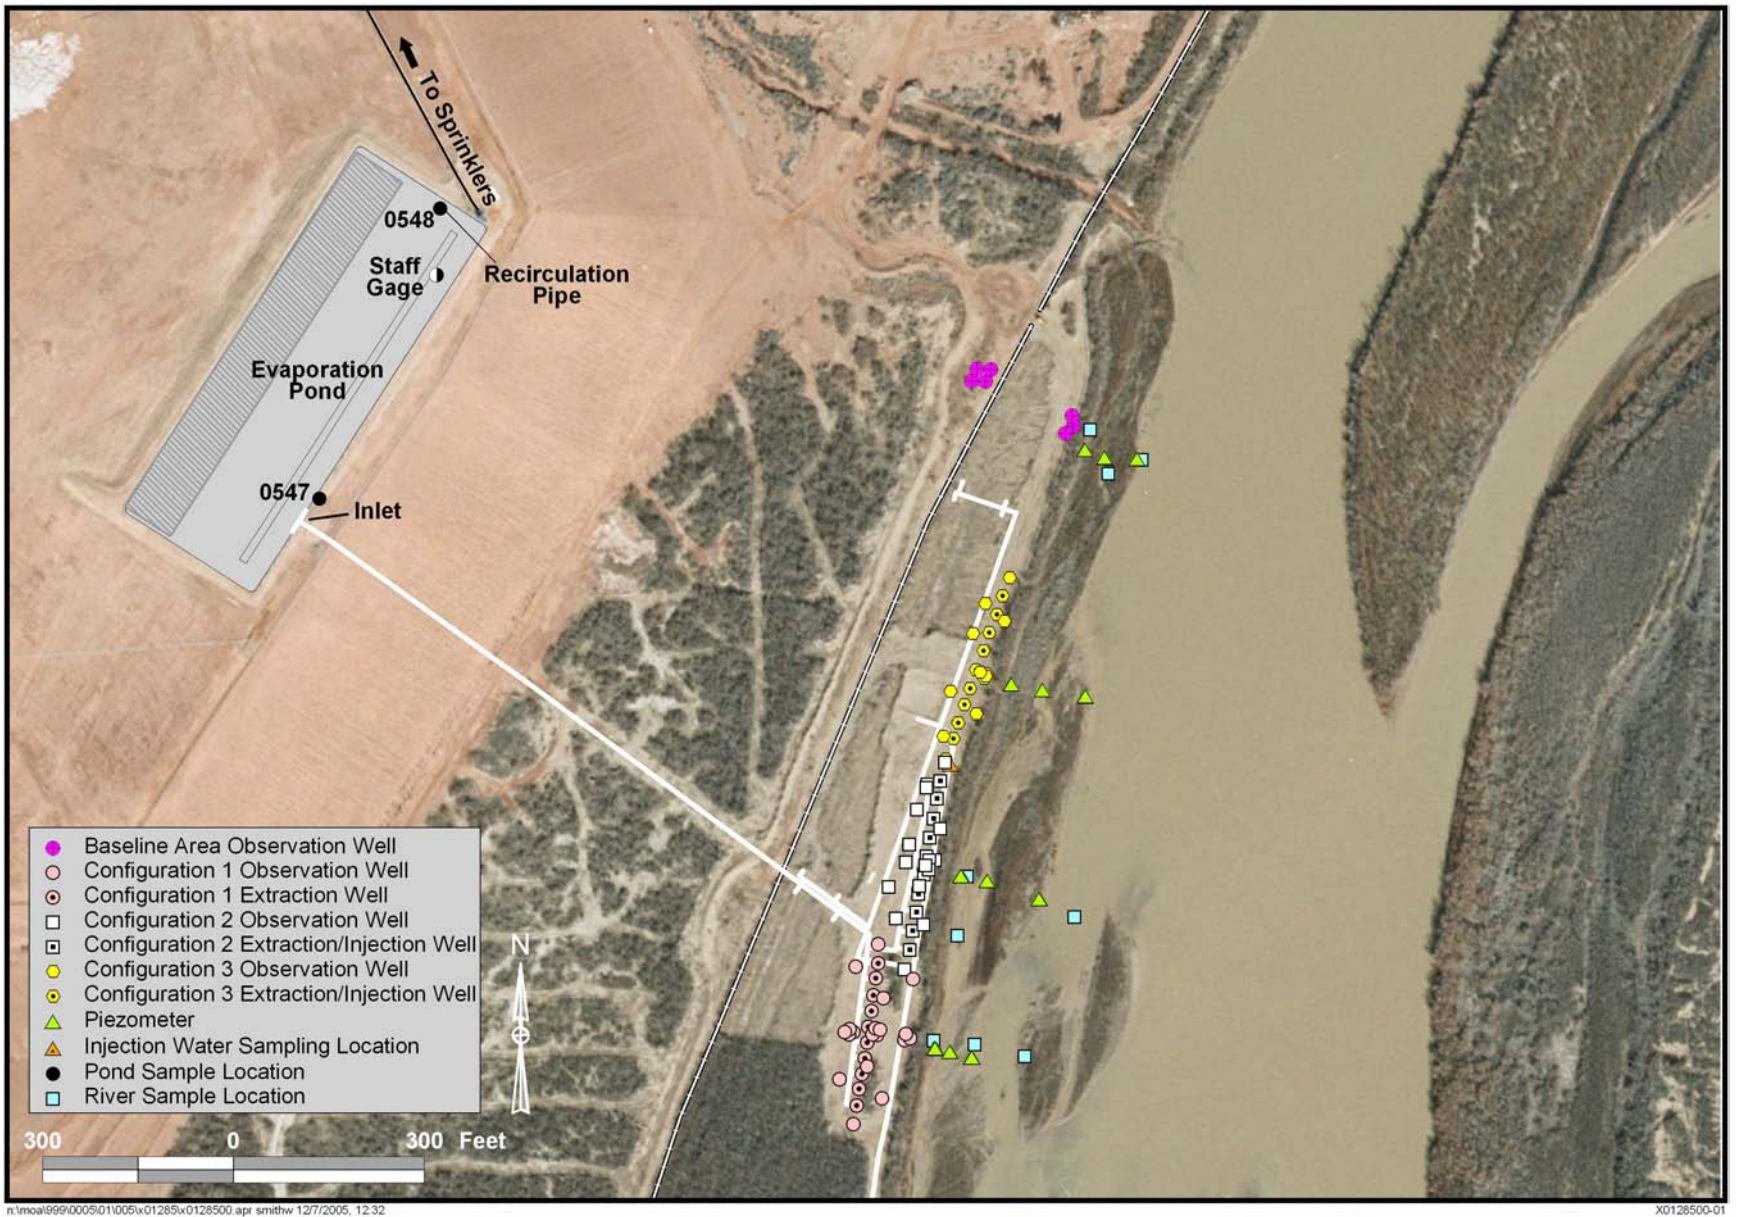 To Sprinklers
0548
Staff
Gage
Recirculation
Pipe
Evaporation
Pond
0547
Inlet
Baseline Area Observation Well
Configuration 1 Observation Well
Configuration 1 Extraction Well
Configuration 2 Observation Well
Configuration 2 Extraction/Injection Well
Configuration 3 Observation Well
Configuration 3 Extraction/Injection Well
Piezometer
Injection Water Sampling Location
Pond Sample Location
River Sample Location
N
300 0 300 Feet
n:\moa\999\0005\01\005\x01285\x0128500.apr smithw 12/7/2005, 12:32
X0128500-01